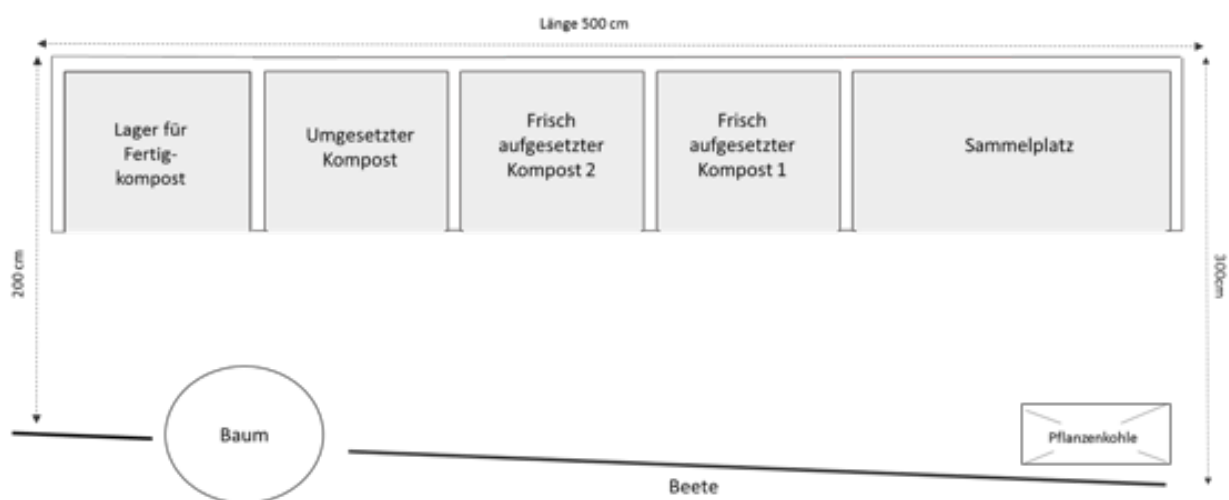 Länge 500 cm
Lager für
Fertig-
kompost
Umgesetzter
Kompost
Frisch
aufgesetzter
Kompost 2
Frisch
aufgesetzter
Kompost 1
Sammelplatz
200 cm
300cm
Baum
Pflanzenkohle
Beete